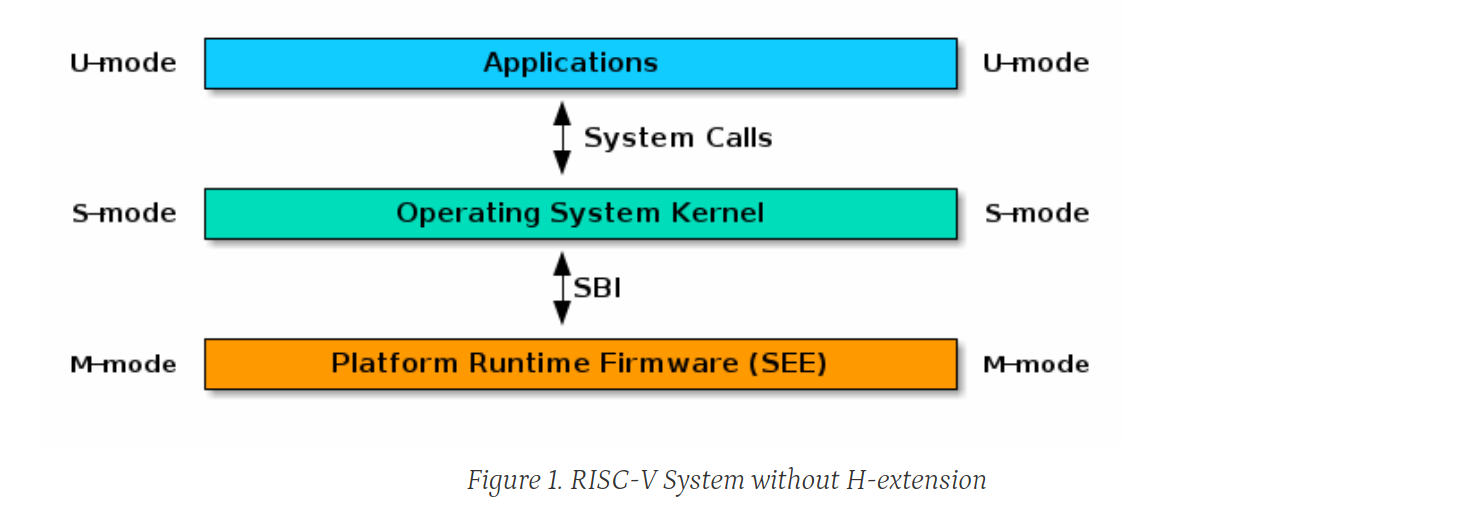 U-mode Applications U-mode
System Calls
S-mode Operating System Kernel S-mode
SBI
M-mode Platform Runtime Firmware (SEE) M-mode
Figure 1. RISC-V System without H-extension